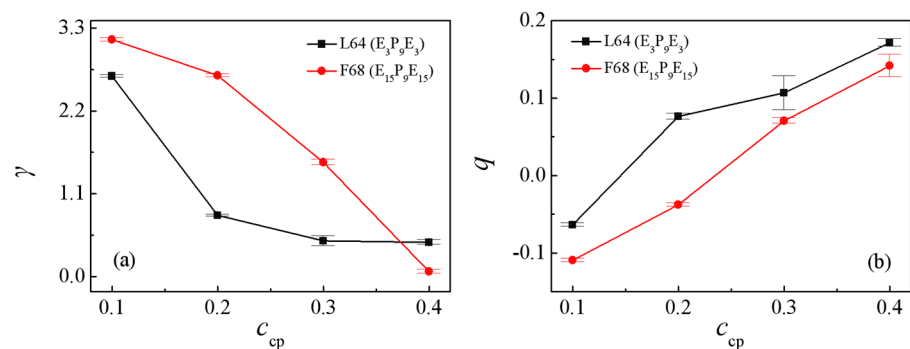 3.3
2.2
1.1
0.0
γ
L64 (E₃P₉E₃)
F68 (E₁₅P₉E₁₅)
(a)
0.1 0.2 0.3 0.4
c_cp
0.2
0.1
0.0
-0.1
q
L64 (E₃P₉E₃)
F68 (E₁₅P₉E₁₅)
(b)
0.1 0.2 0.3 0.4
c_cp